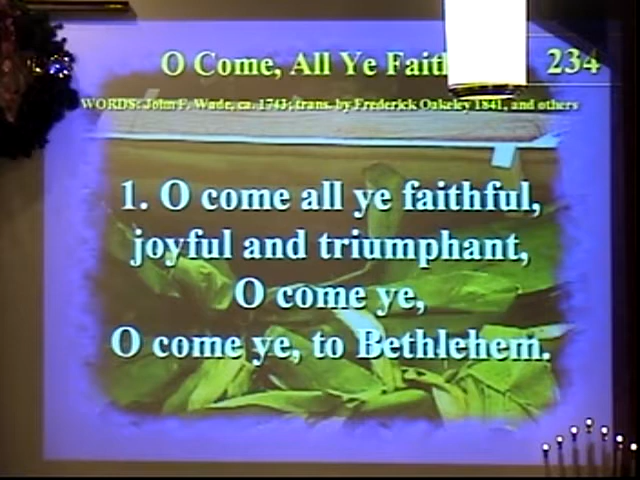 O Come, All Ye Faith
234
WORDS: John F. Wade, ca. 1743; trans. by Frederick Oakeley 1841, and others
1. O come all ye faithful,
joyful and triumphant,
O come ye,
O come ye, to Bethlehem.